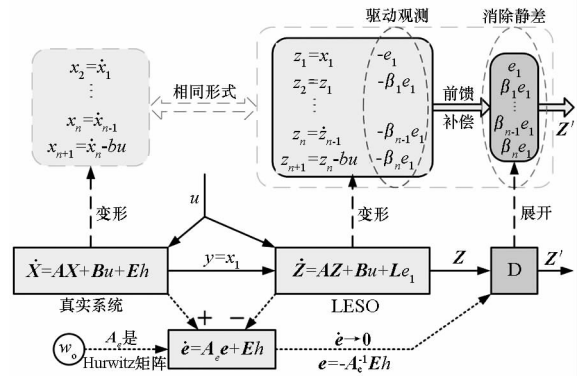 驱动观测
消除静差
x₂=ẋ₁
⋮
xₙ=ẋₙ₋₁
xₙ₊₁=ẋₙ-bu
相同形式
z₁=x₁ -e₁
z₂=z₁ -β₁e₁
⋮ ⋮
zₙ=żₙ₋₁ -βₙ₋₁e₁
zₙ₊₁=zₙ-bu -βₙe₁
前馈
补偿
e₁
β₁e₁
⋮
βₙ₋₁e₁
βₙe₁
Z′
变形
u
变形
展开
Ẋ=AX+Bu+Eh
y=x₁
Ż=AZ+Bu+Le₁
Z
D
Z′
真实系统
LESO
+ −
wₒ
Aₑ是
Hurwitz矩阵
ė=Aₑe+Eh
ė→0
e=-Aₑ⁻¹Eh